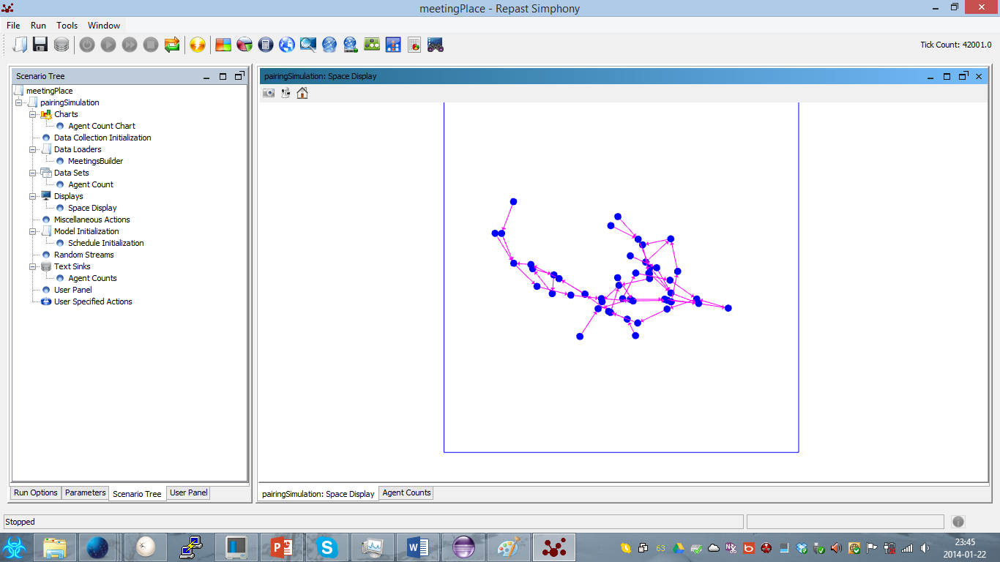 meetingPlace - Repast Simphony
File Run Tools Window
Tick Count: 42001.0
Scenario Tree
meetingPlace
pairingSimulation
Charts
Agent Count Chart
Data Collection Initialization
Data Loaders
MeetingsBuilder
Data Sets
Agent Count
Displays
Space Display
Miscellaneous Actions
Model Initialization
Schedule Initialization
Random Streams
Text Sinks
Agent Counts
User Panel
User Specified Actions
Run Options Parameters Scenario Tree User Panel
pairingSimulation: Space Display
pairingSimulation: Space Display Agent Counts
Stopped
63
23:45
2014-01-22